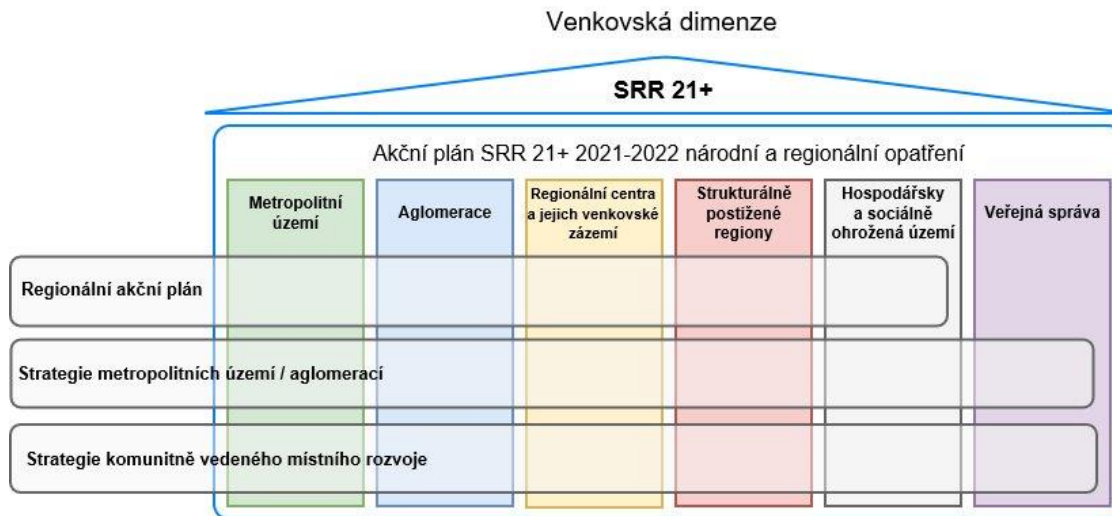 Venkovská dimenze
SRR 21+
Akční plán SRR 21+ 2021-2022 národní a regionální opatření
Metropolitní
území
Aglomerace
Regionální centra
a jejich venkovské
zázemí
Strukturálně
postižené
regiony
Hospodářsky
a sociálně
ohrožená území
Veřejná správa
Regionální akční plán
Strategie metropolitních území / aglomerací
Strategie komunitně vedeného místního rozvoje